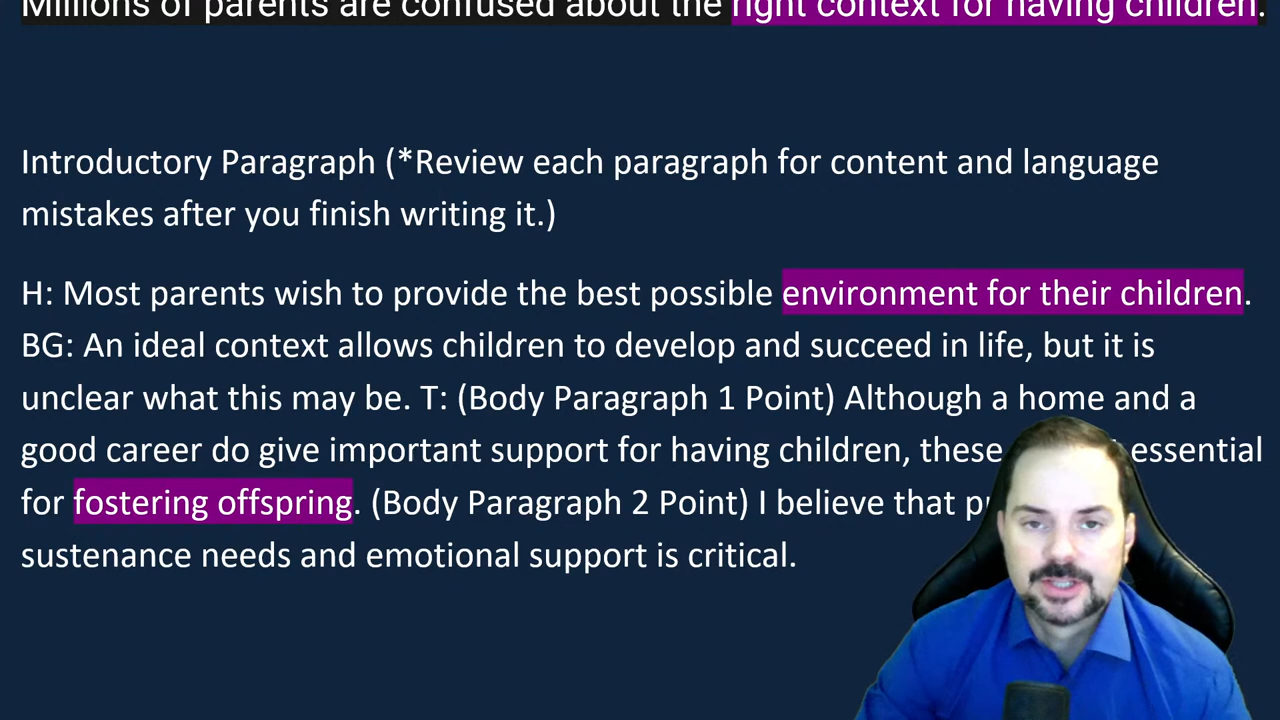 Millions of parents are confused about the right context for having children.
Introductory Paragraph (*Review each paragraph for content and language
mistakes after you finish writing it.)
H: Most parents wish to provide the best possible environment for their children.
BG: An ideal context allows children to develop and succeed in life, but it is
unclear what this may be. T: (Body Paragraph 1 Point) Although a home and a
good career do give important support for having children, these essential
for fostering offspring. (Body Paragraph 2 Point) I believe that
sustenance needs and emotional support is critical.